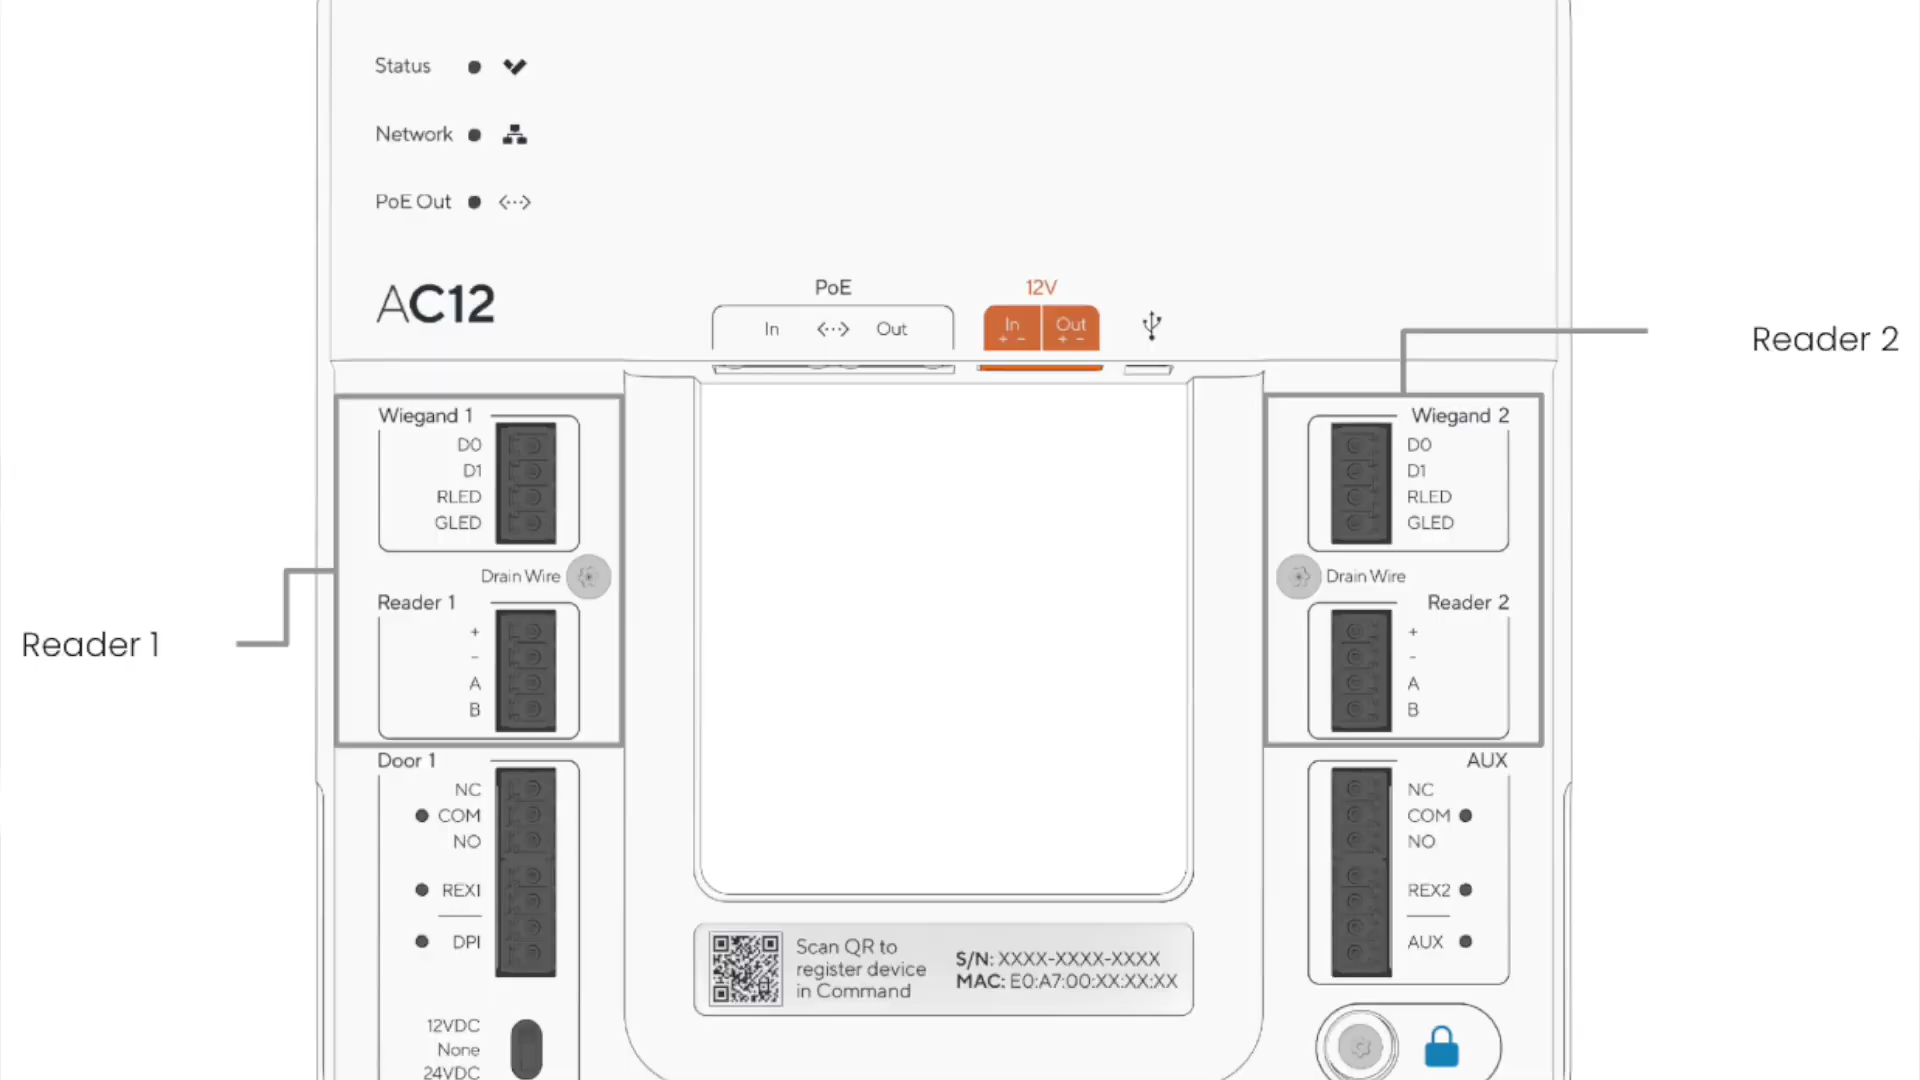 Status
Network
PoE Out
AC12
PoE
In
Out
12V
In
+ -
Out
+ -
Reader 2
Reader 1
Wiegand 1
D0
D1
RLED
GLED
Drain Wire
Reader 1
+
-
A
B
Door 1
NC
COM
NO
REX1
DPI
12VDC
None
24VDC
Wiegand 2
D0
D1
RLED
GLED
Drain Wire
Reader 2
+
-
A
B
AUX
NC
COM
NO
REX2
AUX
Scan QR to
register device
in Command
S/N: XXXX-XXXX-XXXX
MAC: E0:A7:00:XX:XX:XX